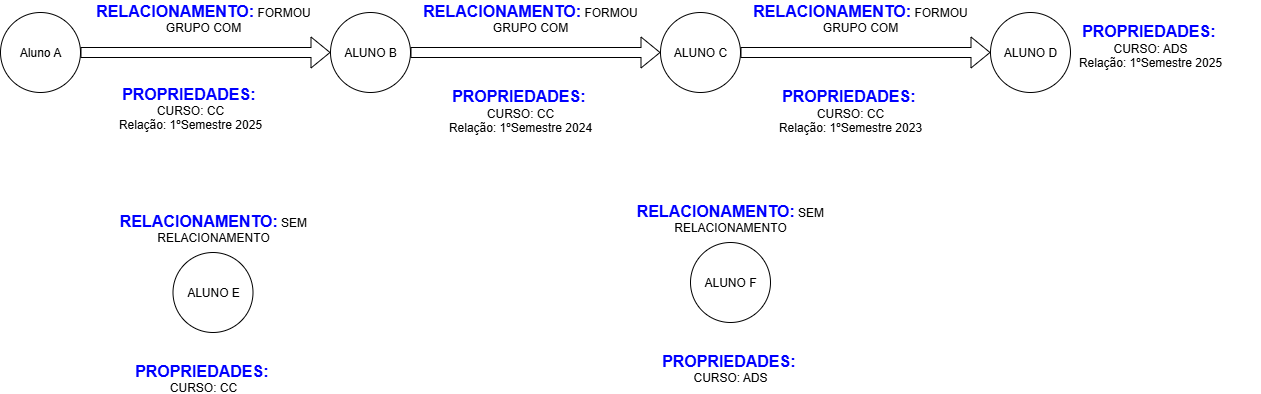 RELACIONAMENTO: FORMOU
GRUPO COM
RELACIONAMENTO: FORMOU
GRUPO COM
RELACIONAMENTO: FORMOU
GRUPO COM
Aluno A
ALUNO B
ALUNO C
ALUNO D
PROPRIEDADES:
CURSO: ADS
Relação: 1ºSemestre 2025
PROPRIEDADES:
CURSO: CC
Relação: 1ºSemestre 2025
PROPRIEDADES:
CURSO: CC
Relação: 1ºSemestre 2024
PROPRIEDADES:
CURSO: CC
Relação: 1ºSemestre 2023
RELACIONAMENTO: SEM
RELACIONAMENTO
ALUNO E
PROPRIEDADES:
CURSO: CC
RELACIONAMENTO: SEM
RELACIONAMENTO
ALUNO F
PROPRIEDADES:
CURSO: ADS